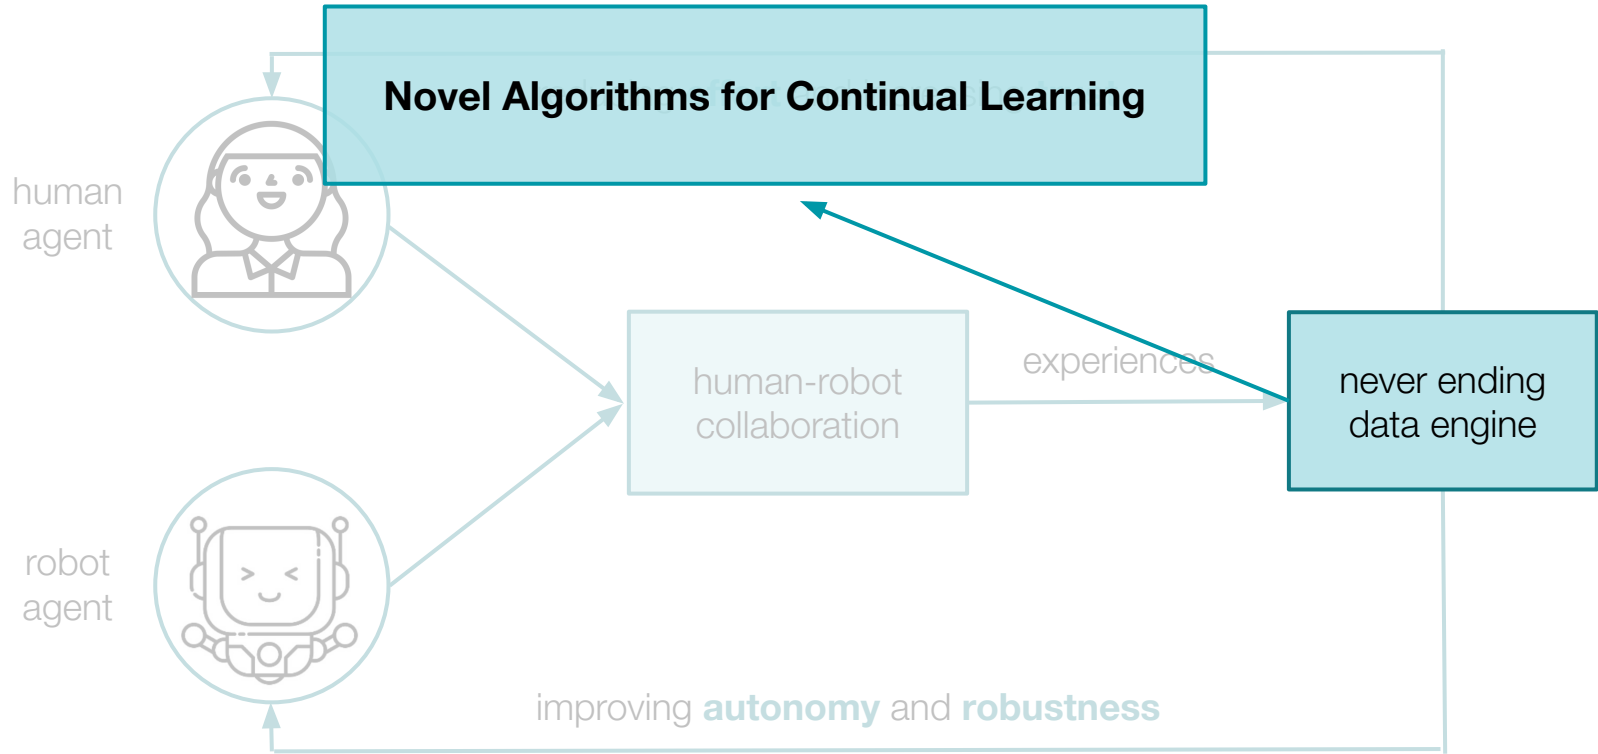 Novel Algorithms for Continual Learning
human
agent
human-robot
collaboration
experiences
never ending
data engine
robot
agent
improving autonomy and robustness